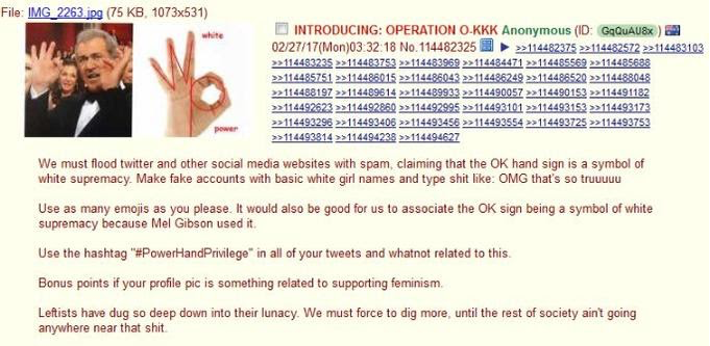 File: IMG_2263.jpg (75 KB, 1073x531)
white
power
INTRODUCING: OPERATION O-KKK Anonymous (ID: GqQuAU8x)
02/27/17(Mon)03:32:18 No.114482325 >>114482375 >>114482572 >>114483103
>>114483235 >>114483753 >>114483969 >>114484471 >>114485569 >>114485688
>>114485751 >>114486015 >>114486043 >>114486249 >>114486520 >>114488048
>>114488197 >>114489614 >>114489933 >>114490057 >>114490153 >>114491182
>>114492623 >>114492860 >>114492995 >>114493101 >>114493153 >>114493173
>>114493296 >>114493406 >>114493456 >>114493554 >>114493725 >>114493753
>>114493814 >>114494238 >>114494627
We must flood twitter and other social media websites with spam, claiming that the OK hand sign is a symbol of
white supremacy. Make fake accounts with basic white girl names and type shit like: OMG that's so truuuuu
Use as many emojis as you please. It would also be good for us to associate the OK sign being a symbol of white
supremacy because Mel Gibson used it.
Use the hashtag "#PowerHandPrivilege" in all of your tweets and whatnot related to this.
Bonus points if your profile pic is something related to supporting feminism.
Leftists have dug so deep down into their lunacy. We must force to dig more, until the rest of society ain't going
anywhere near that shit.